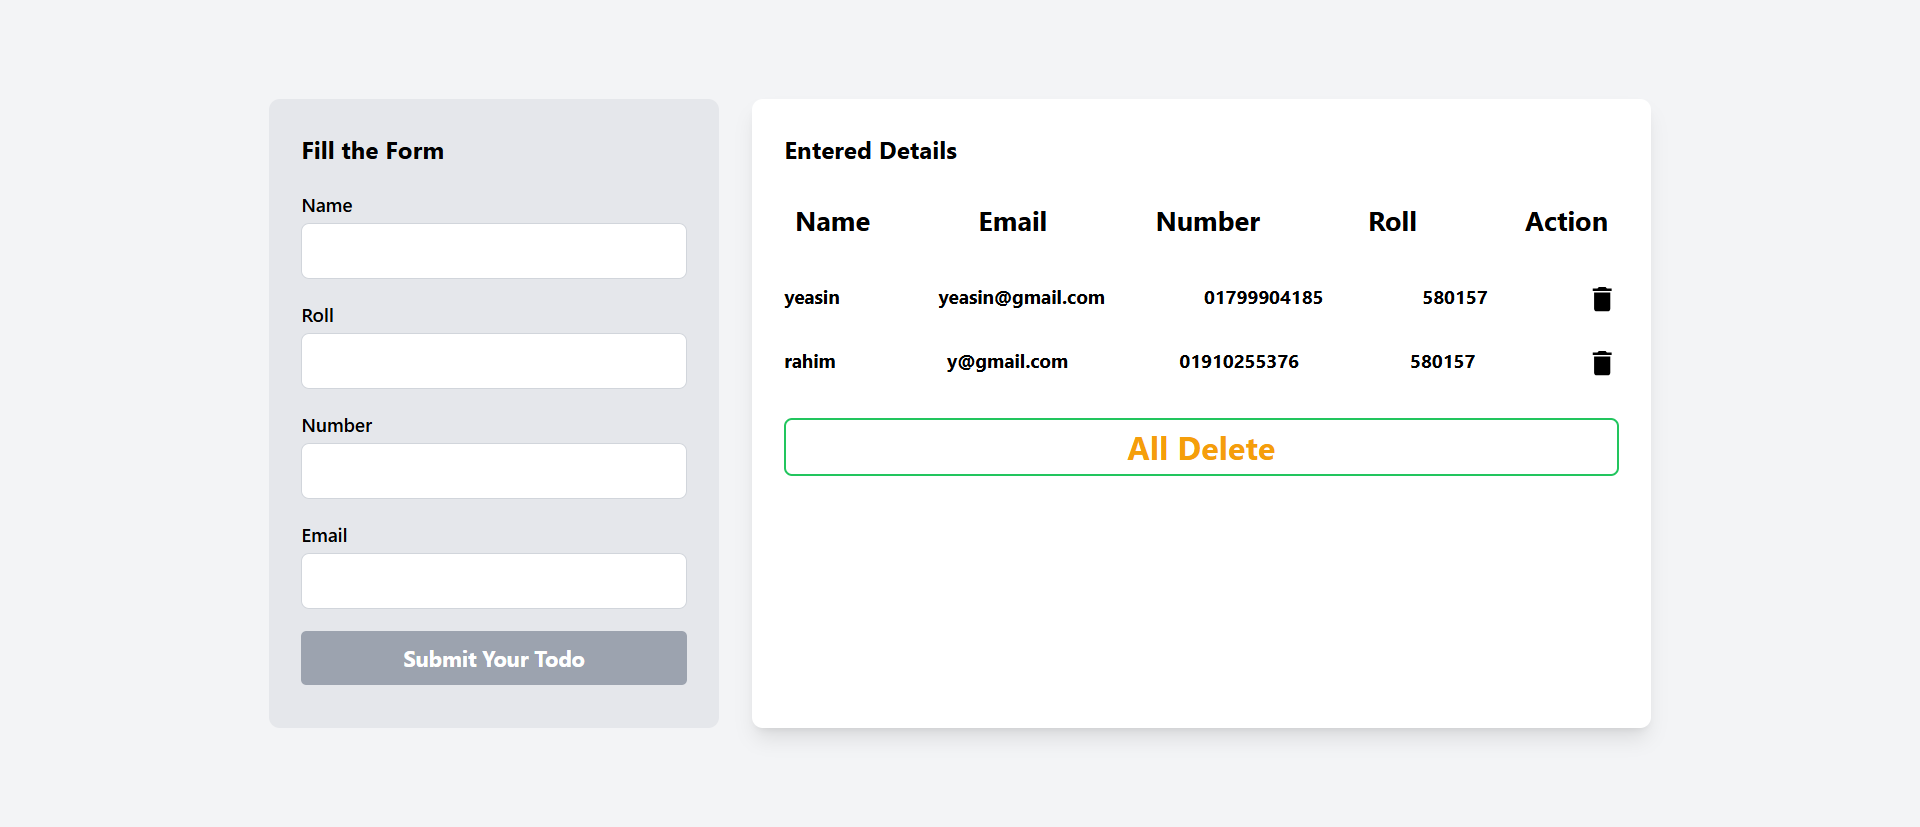 Fill the Form
Name
Roll
Number
Email
Submit Your Todo
Entered Details
Name Email Number Roll Action
yeasin yeasin@gmail.com 01799904185 580157
rahim y@gmail.com 01910255376 580157
All Delete